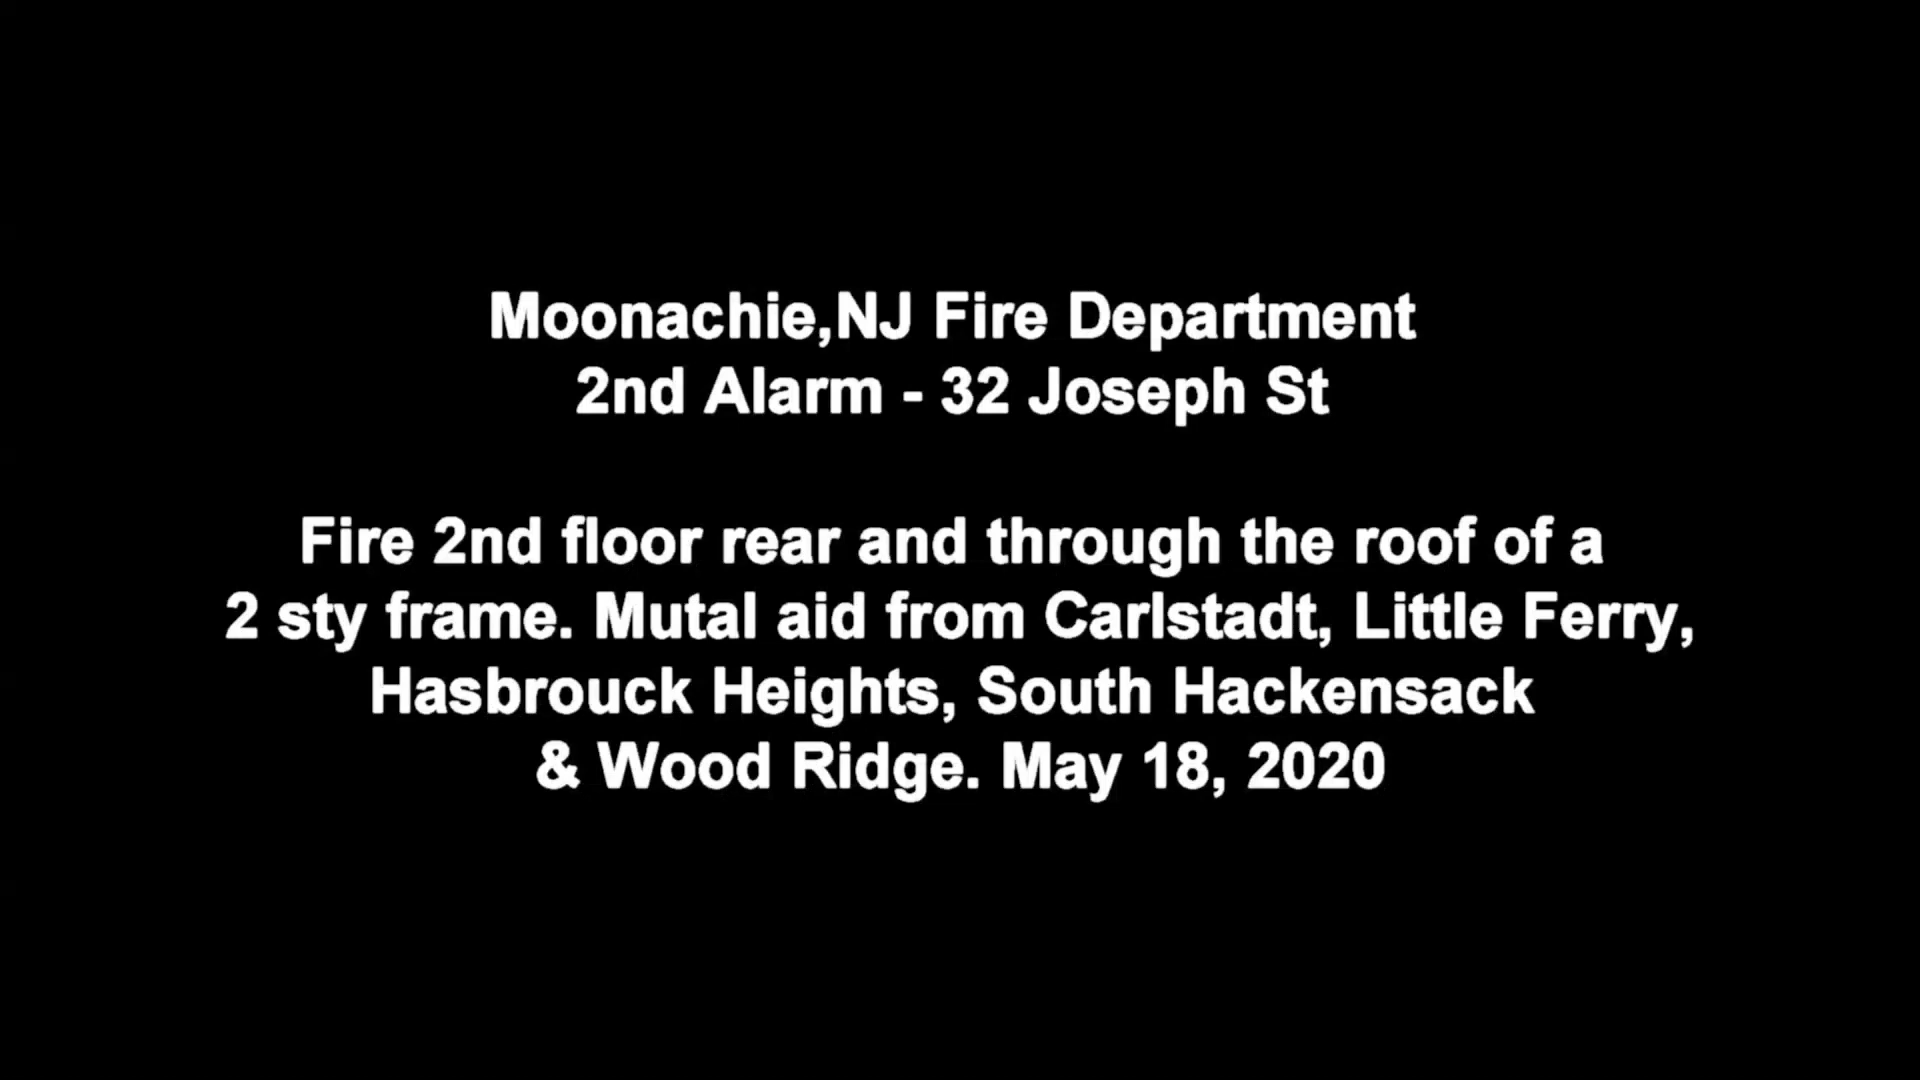 Moonachie,NJ Fire Department
2nd Alarm - 32 Joseph St
Fire 2nd floor rear and through the roof of a
2 sty frame. Mutal aid from Carlstadt, Little Ferry,
Hasbrouck Heights, South Hackensack
& Wood Ridge. May 18, 2020